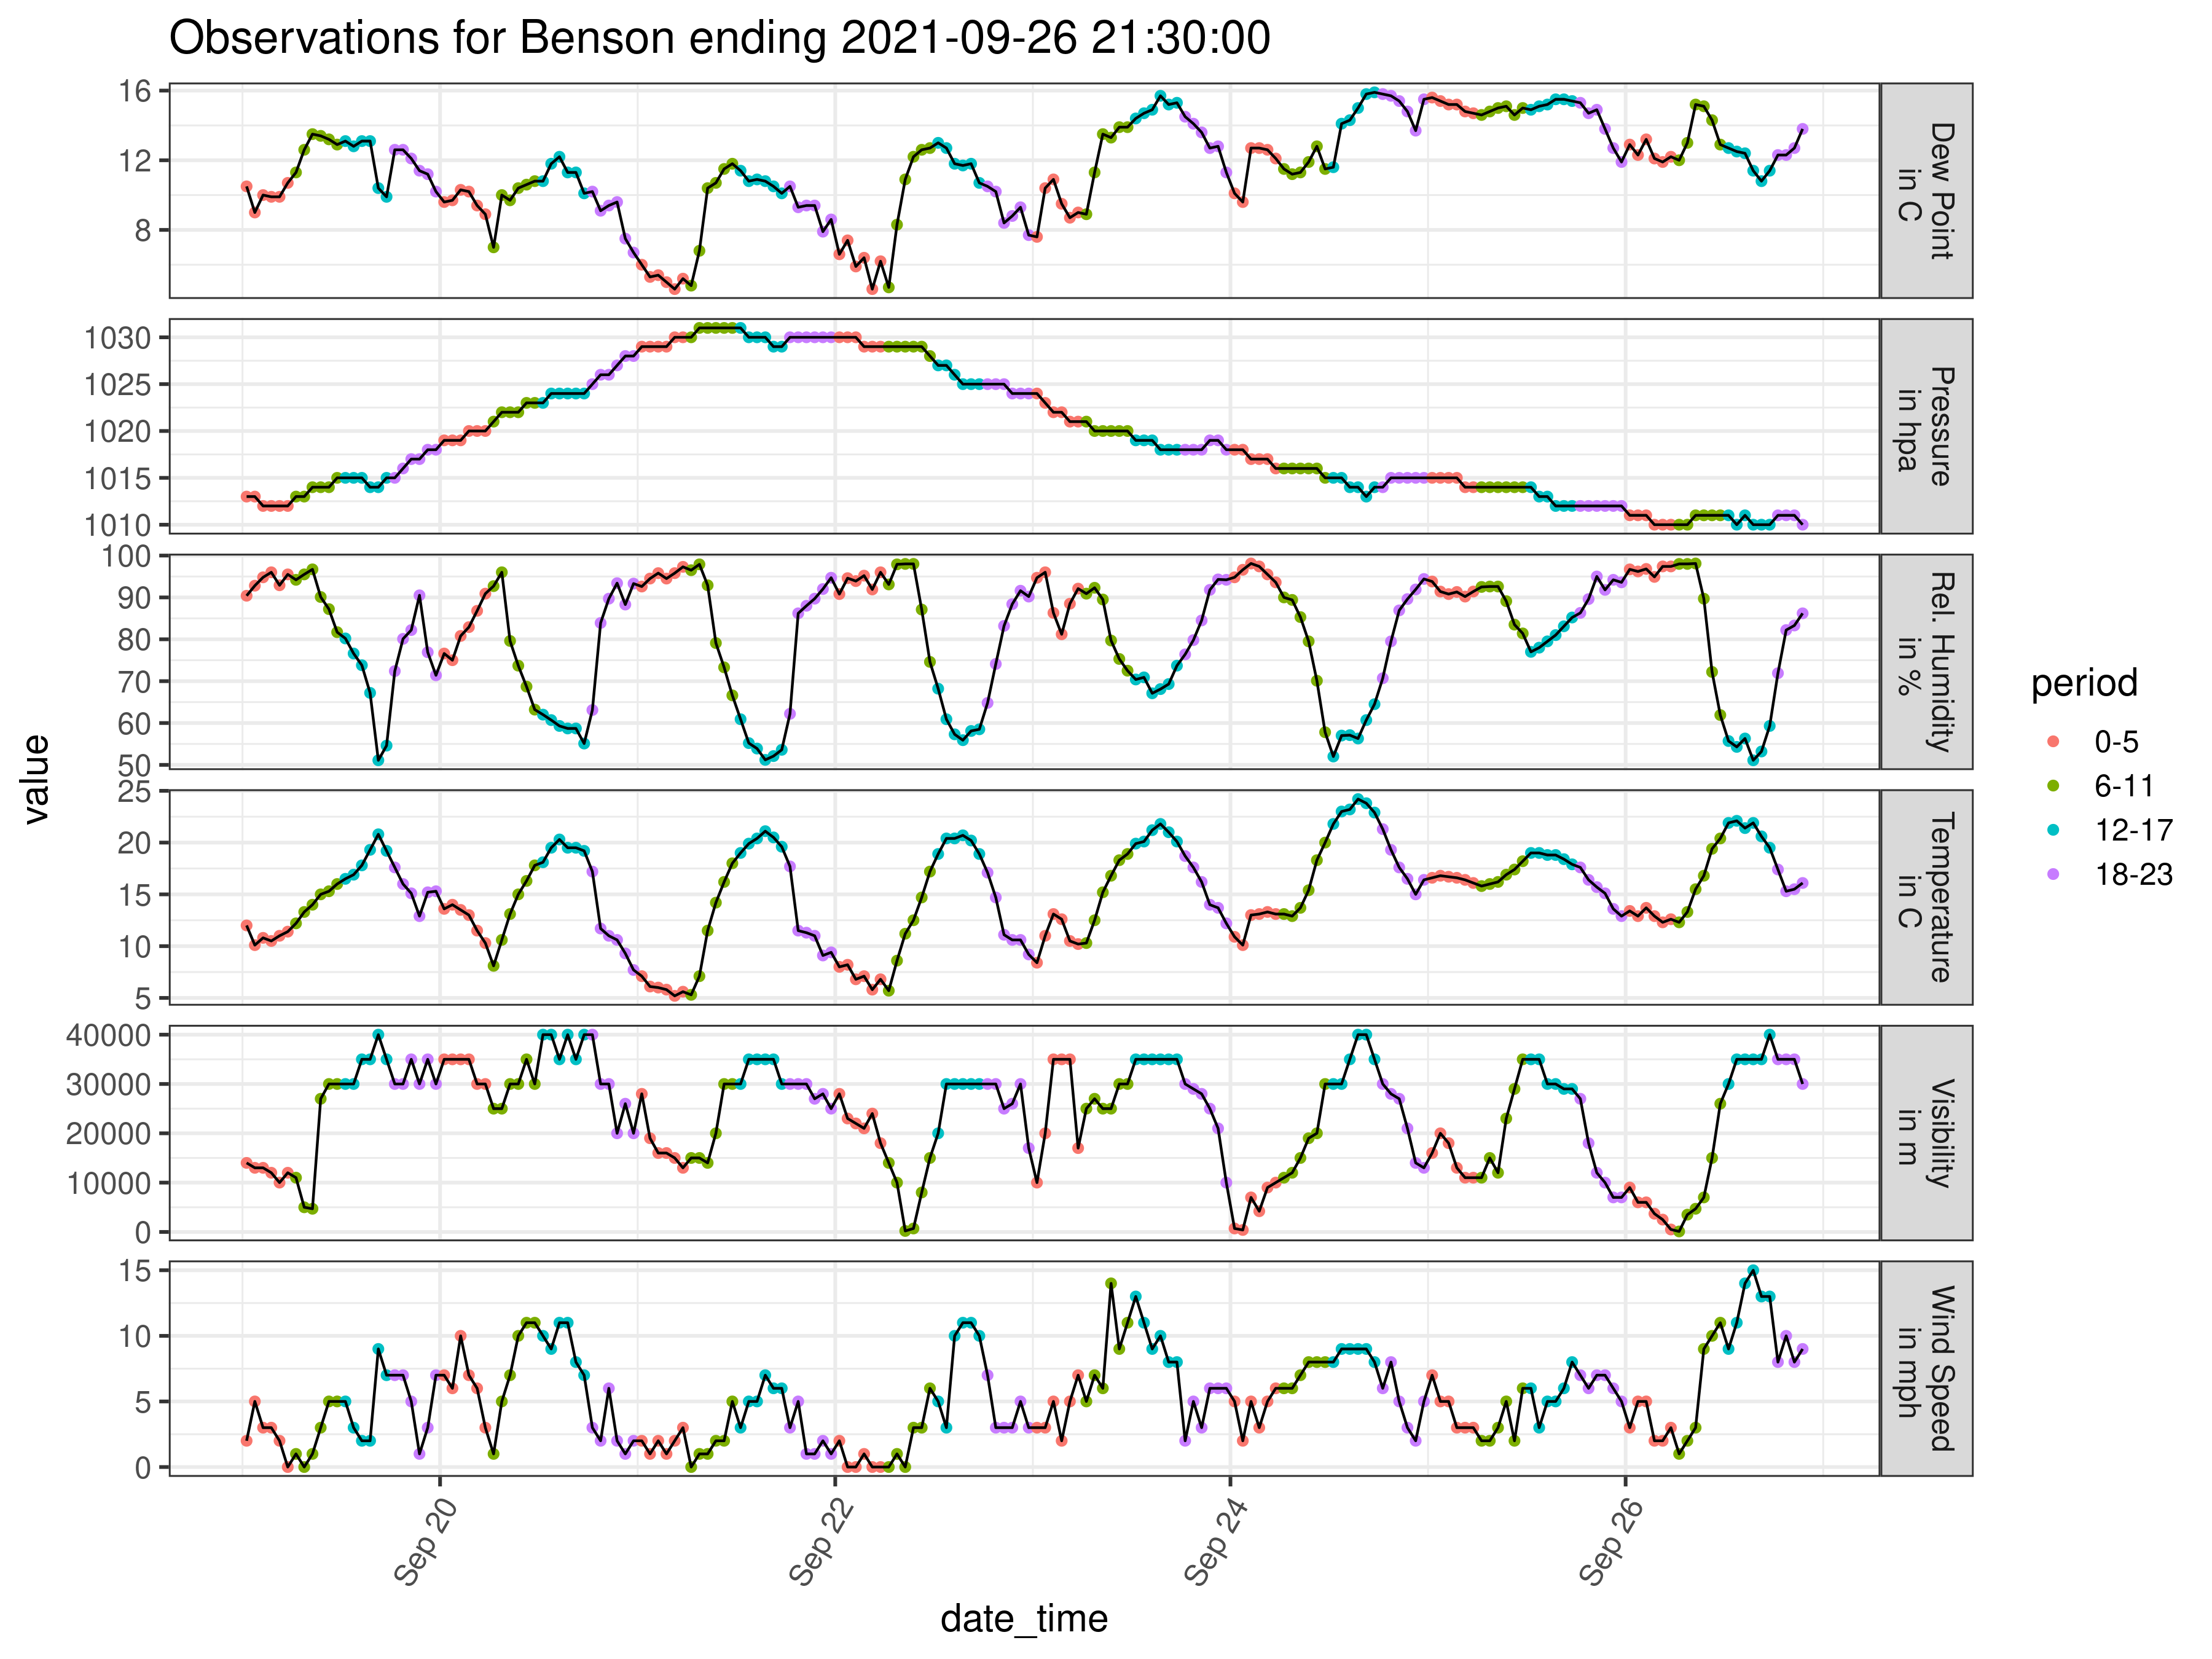 Observations for Benson ending 2021-09-26 21:30:00
value
16
12
8
Dew Point
in C
1030
1025
1020
1015
1010
Pressure
in hpa
100
90
80
70
60
50
Rel. Humidity
in %
25
20
15
10
5
Temperature
in C
40000
30000
20000
10000
0
Visibility
in m
15
10
5
0
Wind Speed
in mph
Sep 20
Sep 22
Sep 24
Sep 26
date_time
period
0-5
6-11
12-17
18-23